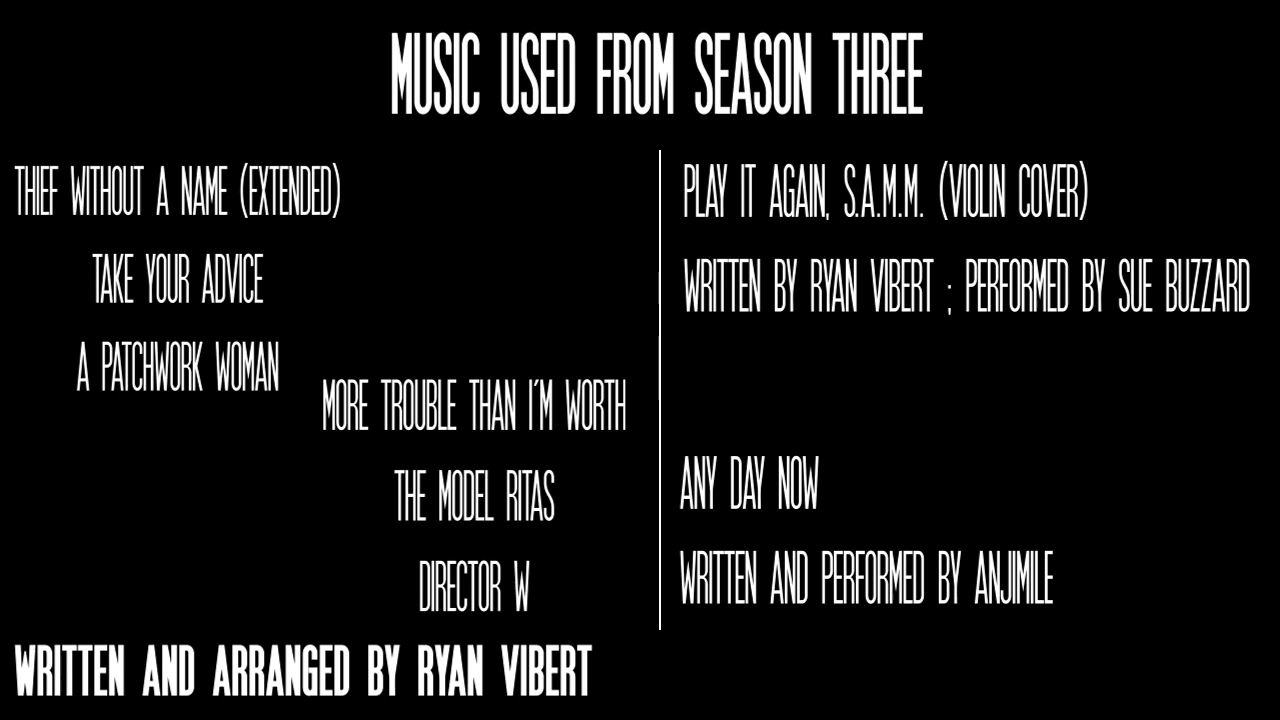 MUSIC USED FROM SEASON THREE
THIEF WITHOUT A NAME (EXTENDED)
TAKE YOUR ADVICE
A PATCHWORK WOMAN
MORE TROUBLE THAN I'M WORTH
THE MODEL RITAS
DIRECTOR W
WRITTEN AND ARRANGED BY RYAN VIBERT
PLAY IT AGAIN, S.A.M.M. (VIOLIN COVER)
WRITTEN BY RYAN VIBERT ; PERFORMED BY SUE BUZZARD
ANY DAY NOW
WRITTEN AND PERFORMED BY ANJIMILE